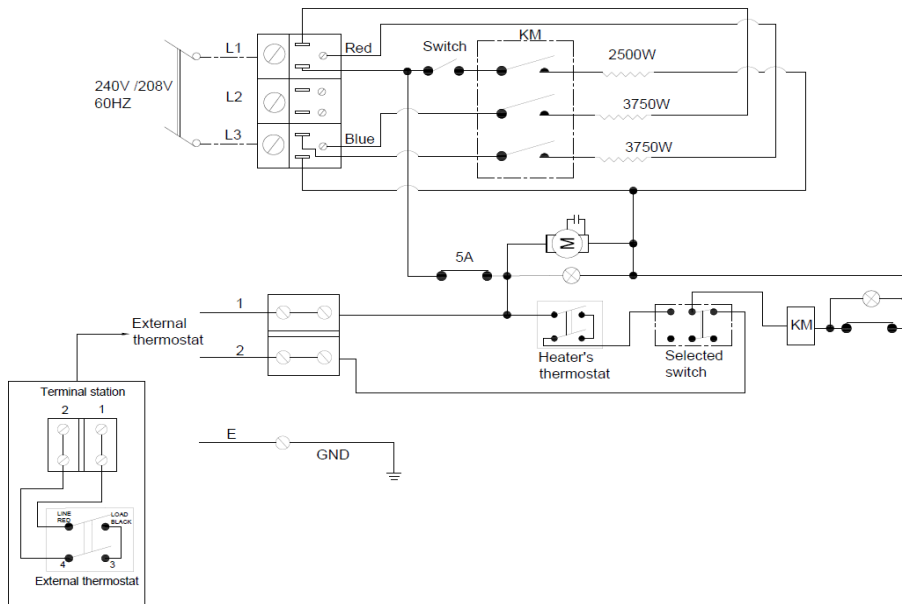 L1
Red
Switch
KM
2500W
240V /208V
60HZ
L2
3750W
L3
Blue
3750W
M
5A
1
External
thermostat
2
KM
Heater's
thermostat
Selected
switch
Terminal station
2
1
E
GND
LINE
RED
LOAD
BLACK
4
3
External thermostat